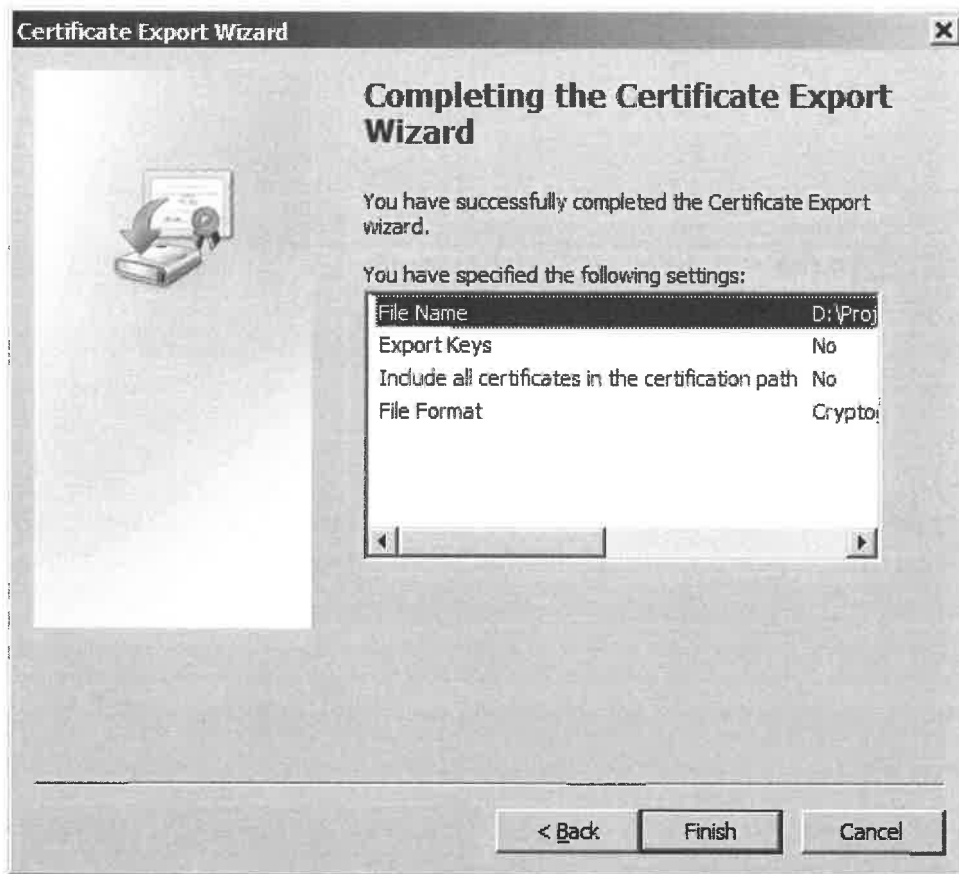 Certificate Export Wizard
Completing the Certificate Export
Wizard
You have successfully completed the Certificate Export
wizard.
You have specified the following settings:
File Name D:\Proj
Export Keys No
Include all certificates in the certification path No
File Format Crypto
< Back Finish Cancel